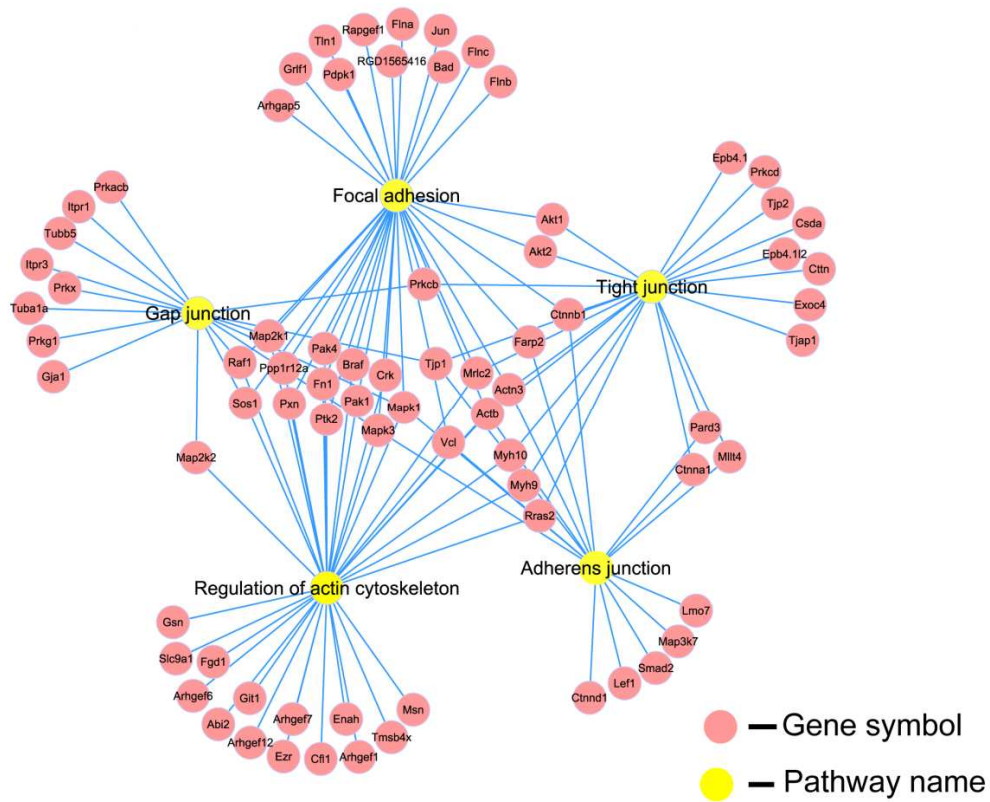 Flna
Rapgef1
Jun
Tln1
Flnc
RGD1565416
Grlf1
Pdpk1
Bad
Flnb
Arhgap5
Epb4.1
Prkcd
Prkacb
Focal adhesion
Itpr1
Tjp2
Akt1
Csda
Tubb5
Akt2
Epb4.1l2
Itpr3
Cttn
Prkx
Prkcb
Tight junction
Exoc4
Tuba1a
Gap junction
Ctnnb1
Map2k1
Prkg1
Farp2
Tjap1
Pak4
Raf1
Ppp1r12a
Braf
Tjp1
Gja1
Crk
Mrlc2
Fn1
Actn3
Sos1
Pxn
Pak1
Mapk1
Ptk2
Actb
Mapk3
Pard3
Vcl
Myh10
Map2k2
Mllt4
Ctnna1
Myh9
Rras2
Adherens junction
Regulation of actin cytoskeleton
Lmo7
Gsn
Map3k7
Slc9a1
Fgd1
Smad2
Lef1
Arhgef6
Git1
Ctnnd1
Msn
Abi2
Arhgef7
Enah
Gene symbol
Arhgef12
Tmsb4x
Ezr
Cfl1
Arhgef1
Pathway name